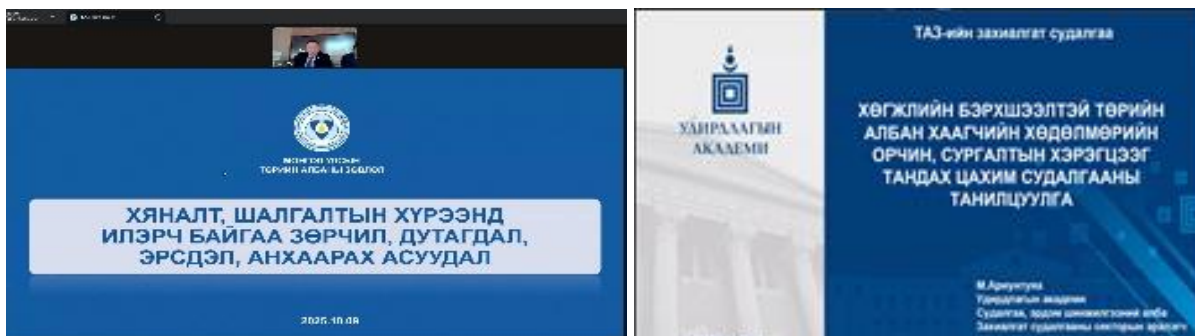 МОНГОЛ УЛСЫН
ТӨРИЙН АЛБАНЫ ЗӨВЛӨЛ
ХЯНАЛТ, ШАЛГАЛТЫН ХҮРЭЭНД
ИЛЭРЧ БАЙГАА ЗӨРЧИЛ, ДУТАГДАЛ,
ЭРСДЭЛ, АНХААРАХ АСУУДАЛ
2025.10.09
УДИРДЛАГЫН
АКАДЕМИ
ТАЗ-ийн захиалгат судалгаа
ХӨГЖЛИЙН БЭРХШЭЭЛТЭЙ ТӨРИЙН
АЛБАН ХААГЧИЙН ХӨДӨЛМӨРИЙН
ОРЧИН, СУРГАЛТЫН ХЭРЭГЦЭЭГ
ТАНДАХ ЦАХИМ СУДАЛГААНЫ
ТАНИЛЦУУЛГА
Удирдлагын академи